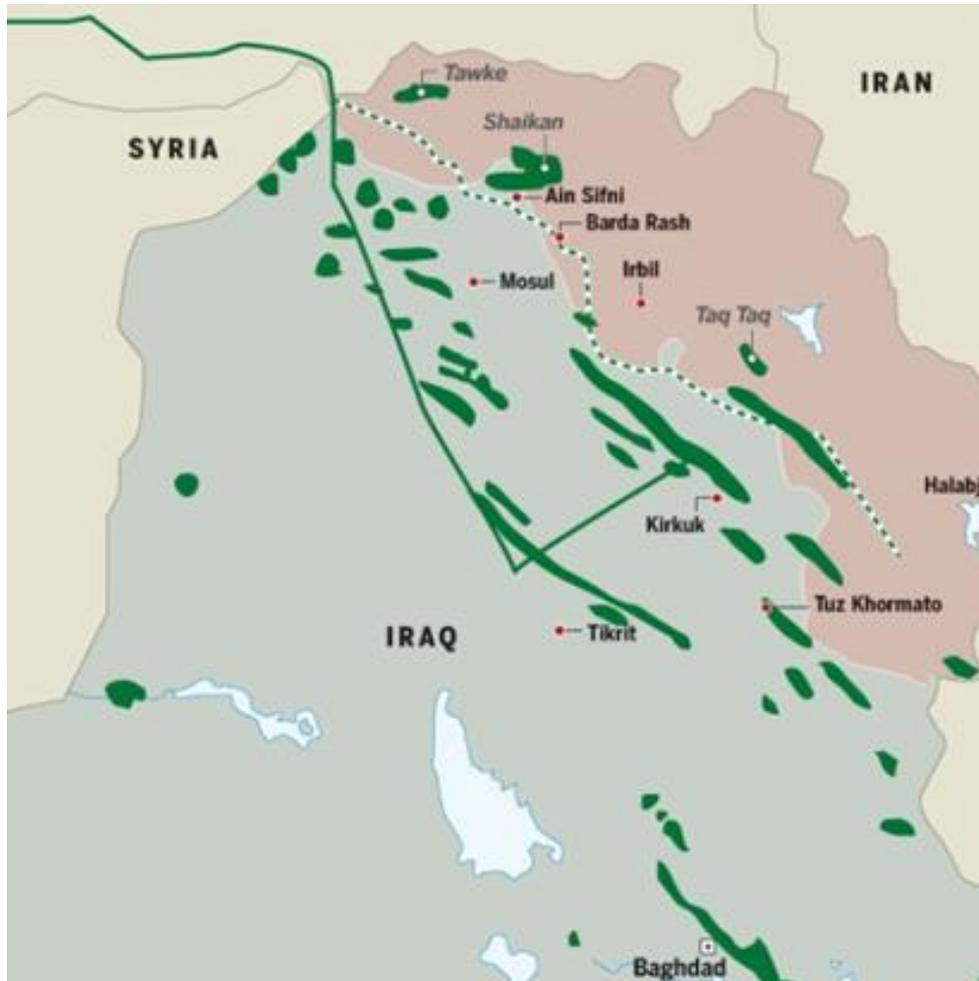 Tawke
IRAN
Shaikan
SYRIA
Ain Sifni
Barda Rash
Irbil
Mosul
Taq Taq
Halabj
Kirkuk
Tuz Khormato
Tikrit
IRAQ
Baghdad